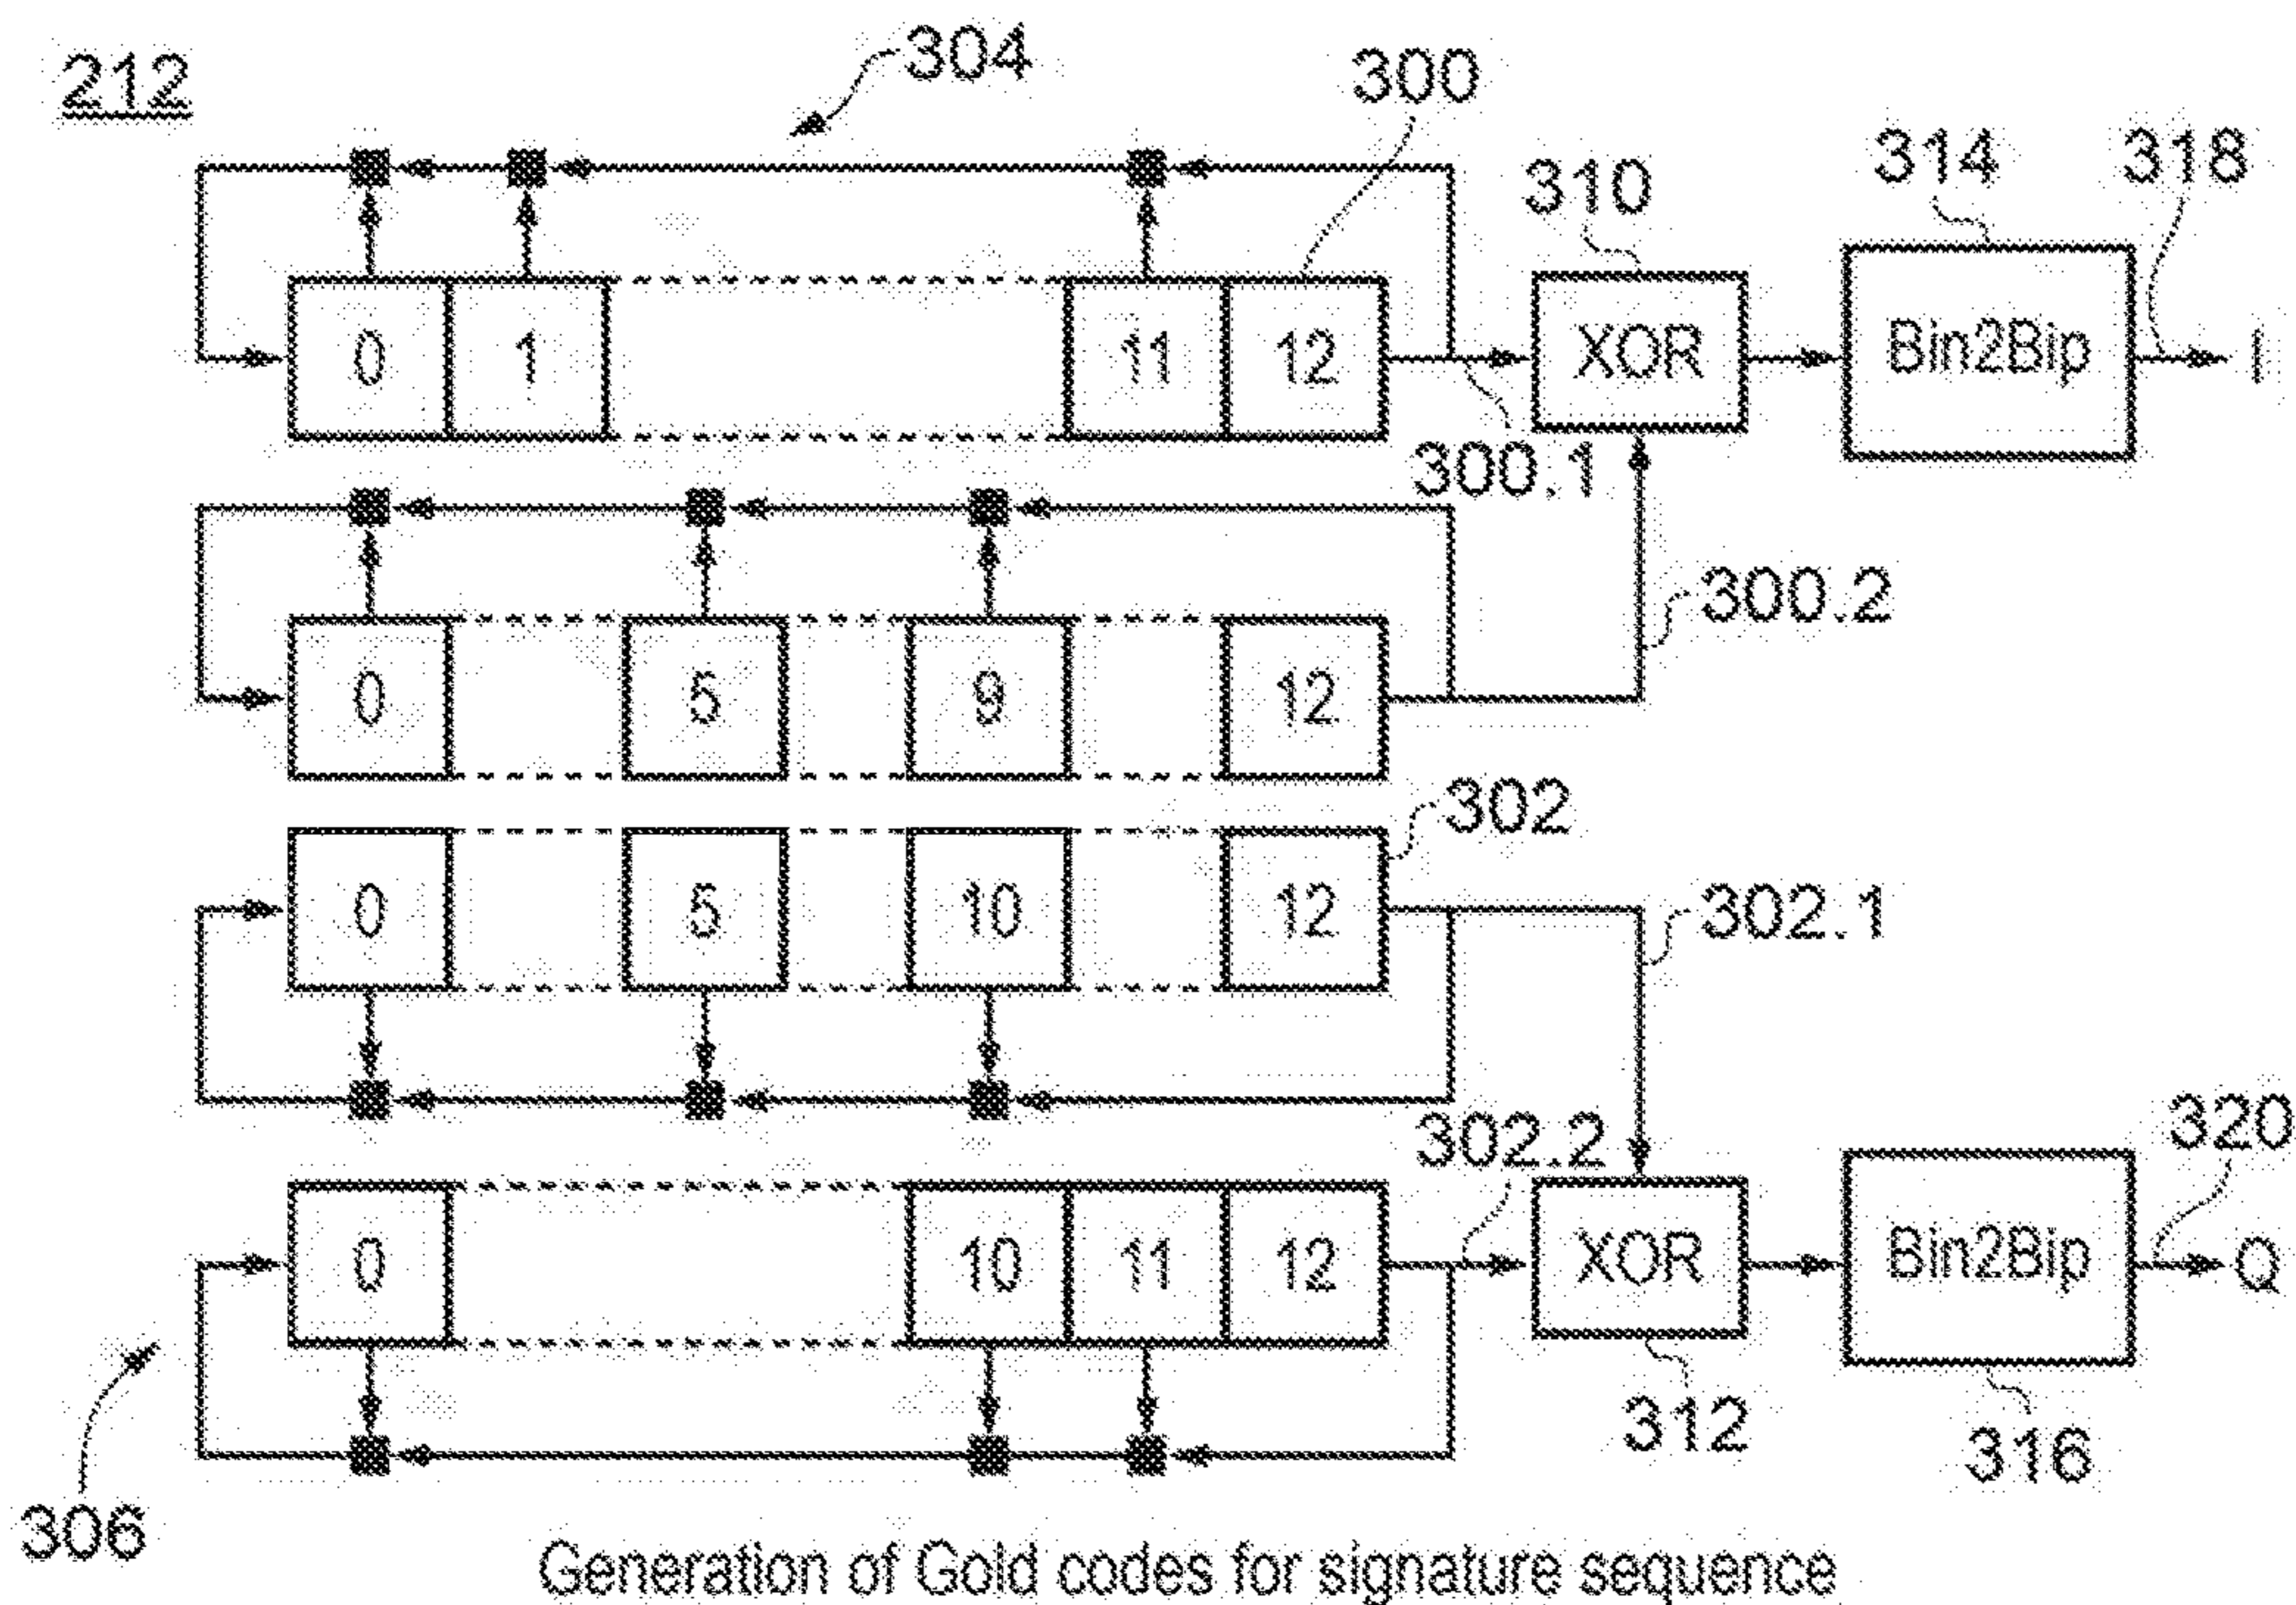 212
304
300
310
314
318
0 1 11 12
XOR
Bin2Bip
I
300.1
300.2
0 5 9 12
302
0 5 10 12
302.1
302.2
320
0 10 11 12
XOR
Bin2Bip
Q
306
312
316
Generation of Gold codes for signature sequence